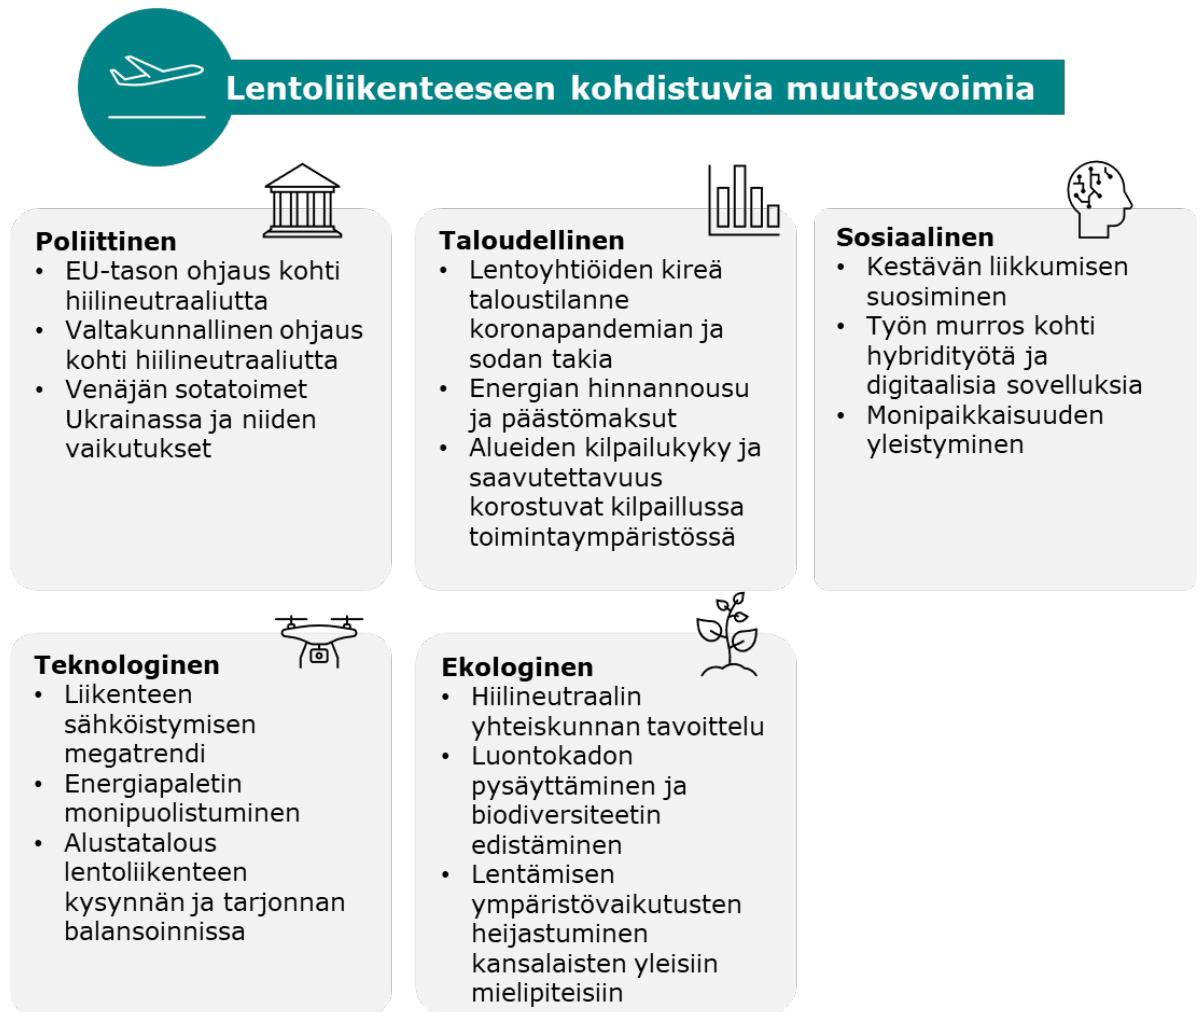 Lentoliikenteeseen kohdistuvia muutosvoimia
Poliittinen
• EU-tason ohjaus kohti
hiilineutraaliutta
• Valtakunnallinen ohjaus
kohti hiilineutraaliutta
• Venäjän sotatoimet
Ukrainassa ja niiden
vaikutukset
Taloudellinen
• Lentoyhtiöiden kireä
taloustilanne
koronapandemian ja
sodan takia
• Energian hinnannousu
ja päästömaksut
• Alueiden kilpailukyky ja
saavutettavuus
korostuvat kilpaillussa
toimintaympäristössä
Sosiaalinen
• Kestävän liikkumisen
suosiminen
• Työn murros kohti
hybridityötä ja
digitaalisia sovelluksia
• Monipaikkaisuuden
yleistyminen
Teknologinen
• Liikenteen
sähköistymisen
megatrendi
• Energiapaletin
monipuolistuminen
• Alustatalous
lentoliikenteen
kysynnän ja tarjonnan
balansoinnissa
Ekologinen
• Hiilineutraalin
yhteiskunnan tavoittelu
• Luontokadon
pysäyttäminen ja
biodiversiteetin
edistäminen
• Lentämisen
ympäristövaikutusten
heijastuminen
kansalaisten yleisiin
mielipiteisiin